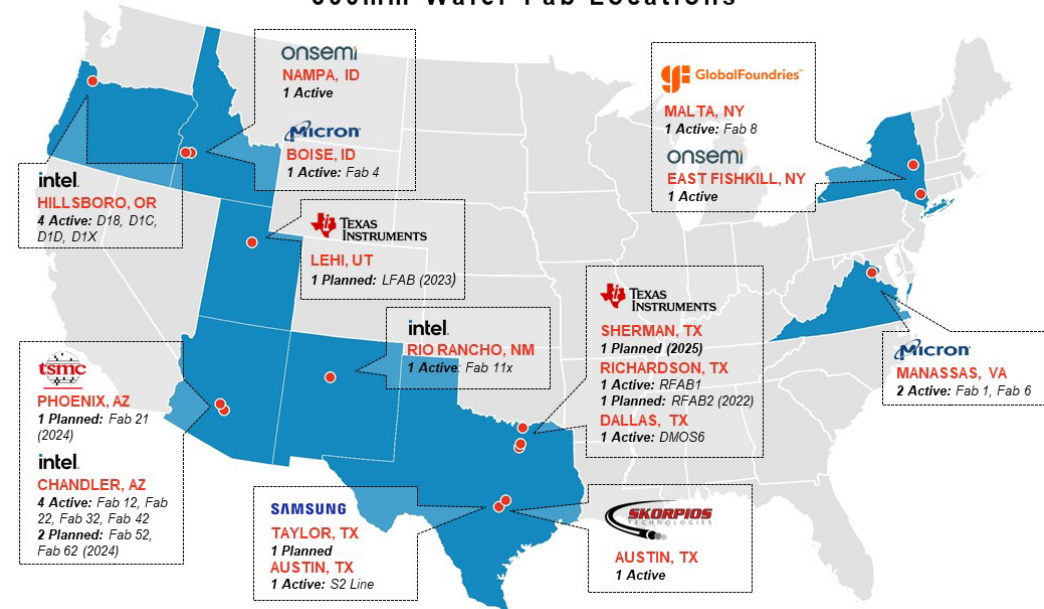 300mm Wafer Fab Locations
onsemi
NAMPA, ID
1 Active
Micron
BOISE, ID
1 Active: Fab 4
GlobalFoundries™
MALTA, NY
1 Active: Fab 8
onsemi
EAST FISHKILL, NY
1 Active
intel.
HILLSBORO, OR
4 Active: D18, D1C,
D1D, D1X
TEXAS
INSTRUMENTS
LEHI, UT
1 Planned: LFAB (2023)
intel.
RIO RANCHO, NM
1 Active: Fab 11x
TEXAS
INSTRUMENTS
SHERMAN, TX
1 Planned (2025)
RICHARDSON, TX
1 Active: RFAB1
1 Planned: RFAB2 (2022)
DALLAS, TX
1 Active: DMOS6
Micron
MANASSAS, VA
2 Active: Fab 1, Fab 6
tsmc
PHOENIX, AZ
1 Planned: Fab 21
(2024)
intel.
CHANDLER, AZ
4 Active: Fab 12, Fab
22, Fab 32, Fab 42
2 Planned: Fab 52,
Fab 62 (2024)
SAMSUNG
TAYLOR, TX
1 Planned
AUSTIN, TX
1 Active: S2 Line
SKORPIOS
TECHNOLOGIES
AUSTIN, TX
1 Active